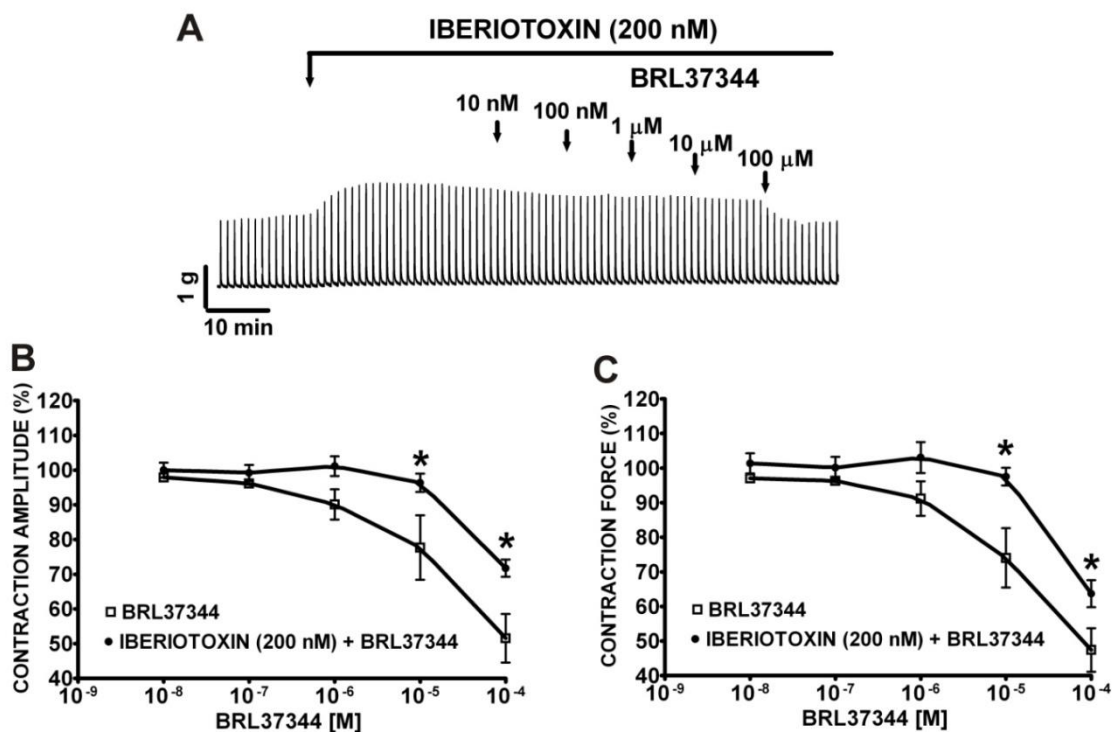 A
IBERIOTOXIN (200 nM)
BRL37344
10 nM
100 nM
1 μM
10 μM
100 μM
1 g
10 min
B
CONTRACTION AMPLITUDE (%)
120
110
100
90
80
70
60
50
40
*
*
BRL37344
IBERIOTOXIN (200 nM) + BRL37344
10⁻⁹
10⁻⁸
10⁻⁷
10⁻⁶
10⁻⁵
10⁻⁴
BRL37344 [M]
C
CONTRACTION FORCE (%)
120
110
100
90
80
70
60
50
40
*
*
BRL37344
IBERIOTOXIN (200 nM) + BRL37344
10⁻⁹
10⁻⁸
10⁻⁷
10⁻⁶
10⁻⁵
10⁻⁴
BRL37344 [M]